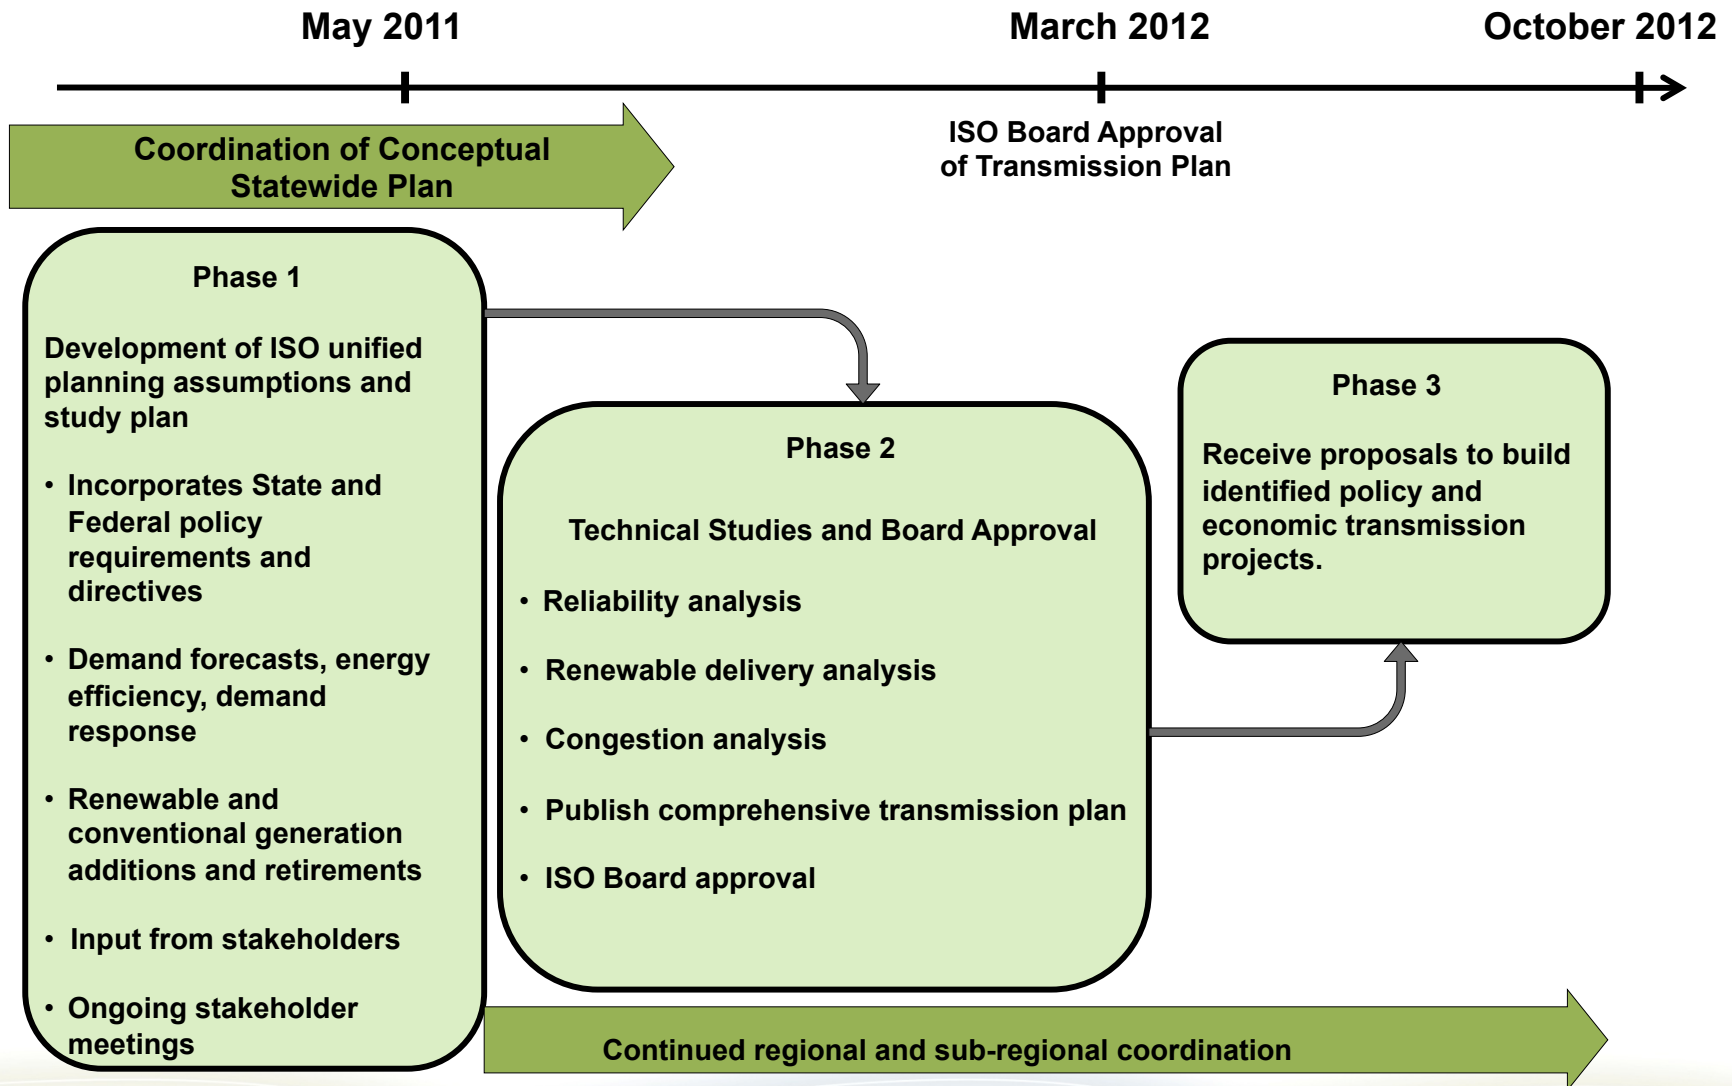 May 2011
March 2012
October 2012
Coordination of Conceptual
Statewide Plan
ISO Board Approval
of Transmission Plan
Phase 1
Development of ISO unified
planning assumptions and
study plan
• Incorporates State and
Federal policy
requirements and
directives
• Demand forecasts, energy
efficiency, demand
response
• Renewable and
conventional generation
additions and retirements
• Input from stakeholders
• Ongoing stakeholder
meetings
Phase 2
Technical Studies and Board Approval
• Reliability analysis
• Renewable delivery analysis
• Congestion analysis
• Publish comprehensive transmission plan
• ISO Board approval
Phase 3
Receive proposals to build
identified policy and
economic transmission
projects.
Continued regional and sub-regional coordination